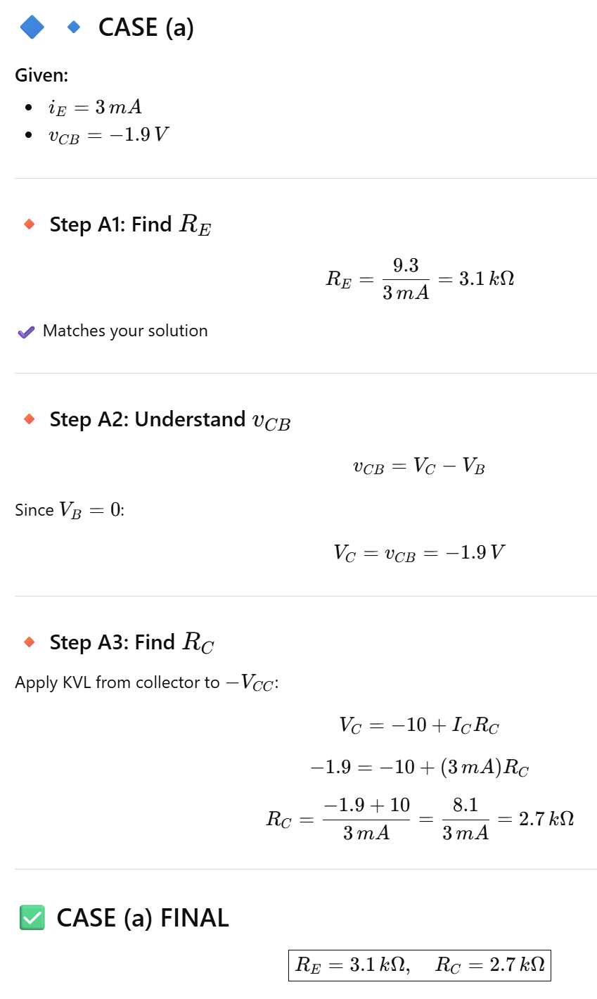 CASE (a)
Given:
• i_E = 3 mA
• v_CB = −1.9 V
Step A1: Find R_E
R_E = 9.3 / 3 mA = 3.1 kΩ
Matches your solution
Step A2: Understand v_CB
v_CB = V_C − V_B
Since V_B = 0:
V_C = v_CB = −1.9 V
Step A3: Find R_C
Apply KVL from collector to −V_CC:
V_C = −10 + I_C R_C
−1.9 = −10 + (3 mA)R_C
R_C = −1.9 + 10 / 3 mA = 8.1 / 3 mA = 2.7 kΩ
CASE (a) FINAL
R_E = 3.1 kΩ, R_C = 2.7 kΩ